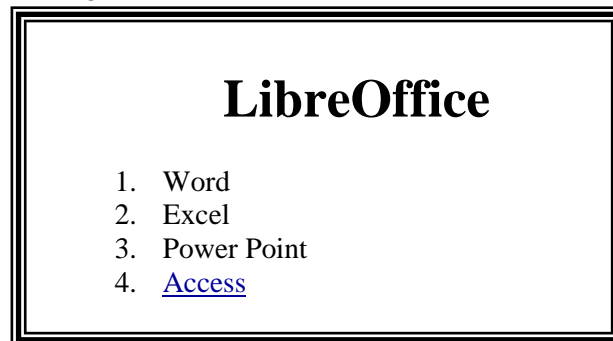 LibreOffice
1. Word
2. Excel
3. Power Point
4. Access